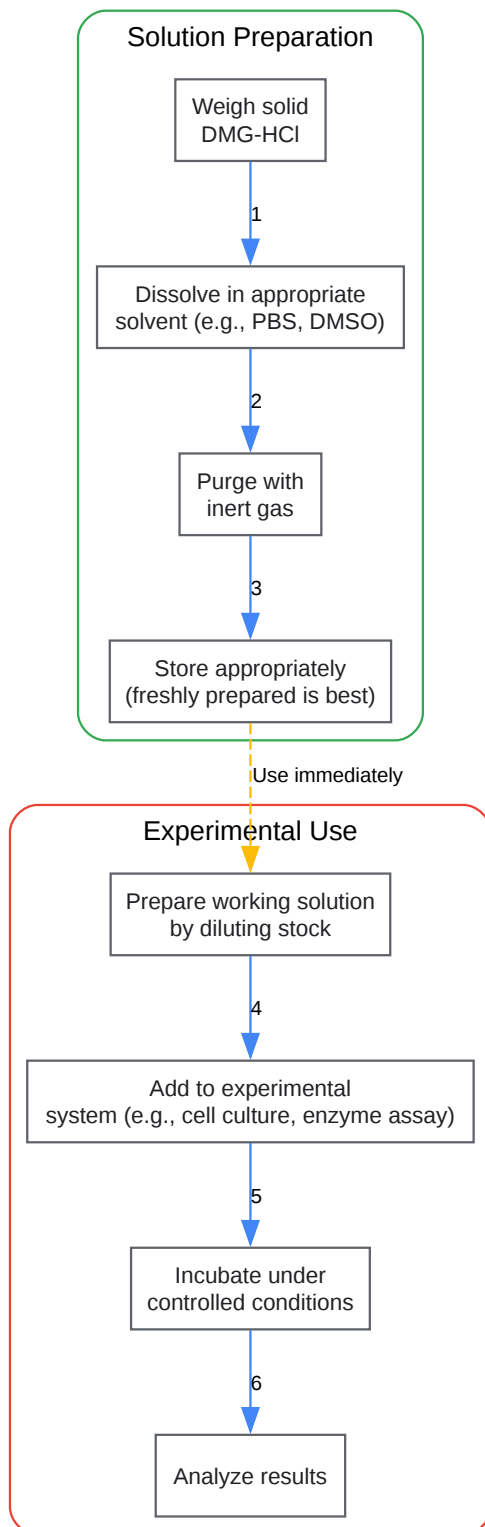 Solution Preparation
Weigh solid
DMG-HCl
1
Dissolve in appropriate
solvent (e.g., PBS, DMSO)
2
Purge with
inert gas
3
Store appropriately
(freshly prepared is best)
Use immediately
Experimental Use
Prepare working solution
by diluting stock
4
Add to experimental
system (e.g., cell culture, enzyme assay)
5
Incubate under
controlled conditions
6
Analyze results